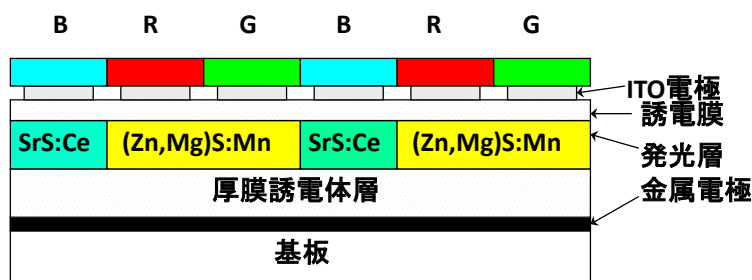 B R G B R G
ITO電極
誘電膜
SrS:Ce (Zn,Mg)S:Mn SrS:Ce (Zn,Mg)S:Mn
発光層
厚膜誘電体層
金属電極
基板